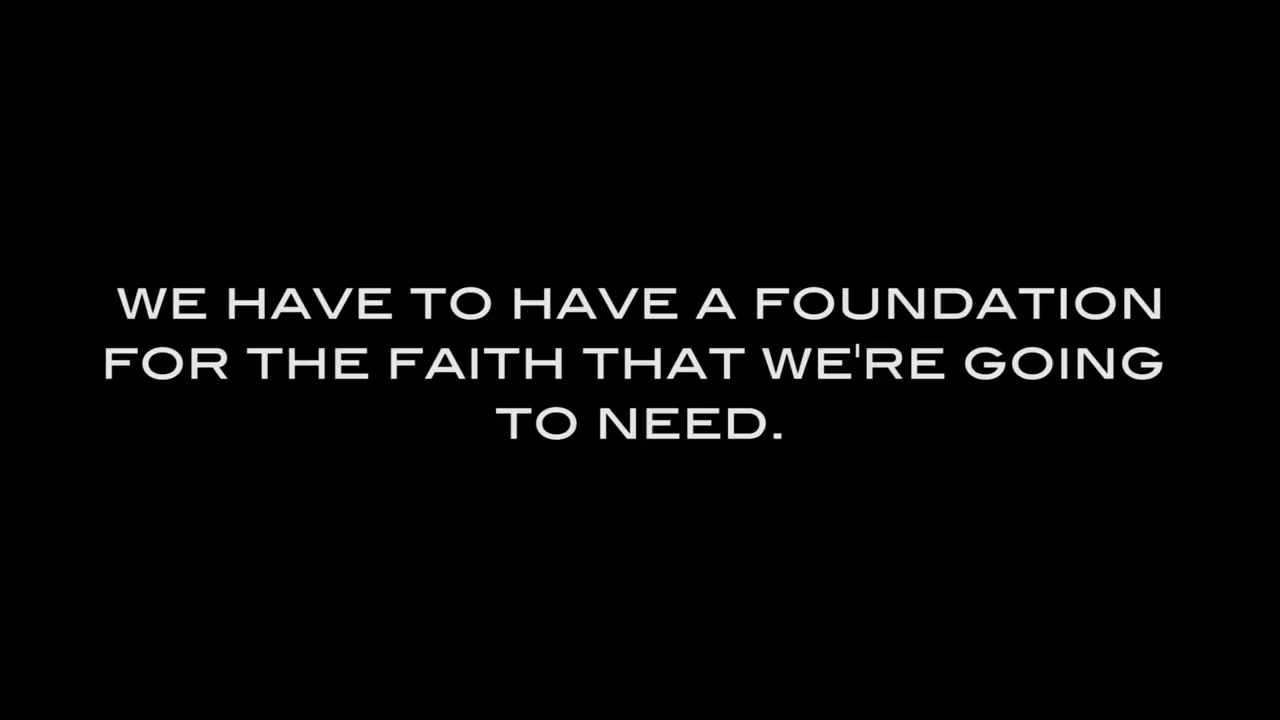 WE HAVE TO HAVE A FOUNDATION
FOR THE FAITH THAT WE'RE GOING
TO NEED.